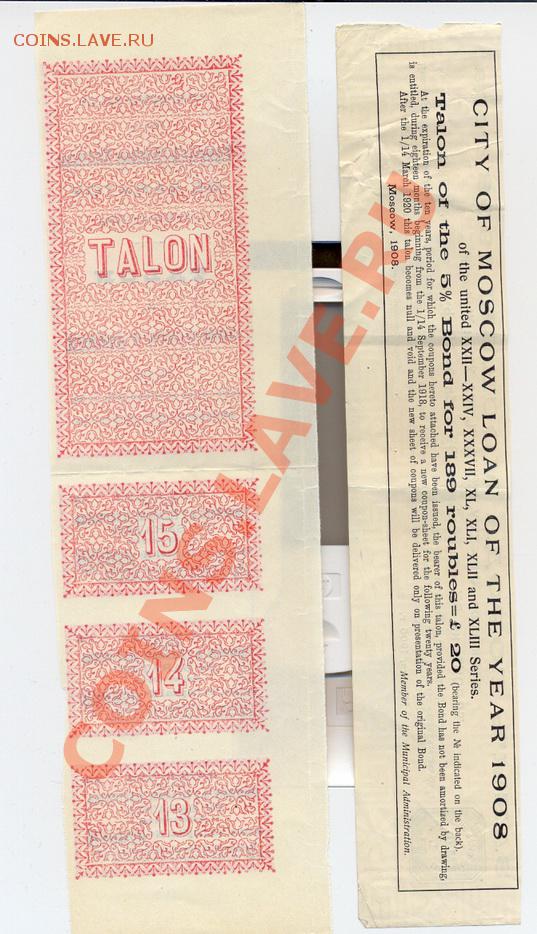 COINS.LAVE.РУ
TALON
15
14
13
CITY OF MOSCOW LOAN OF THE YEAR 1908
of the united XXII—XXIV, XXXVII, XL, XLI, XLII and XLIII Series.
Talon of the 5% Bond for 189 roubles=£ 20 (bearing the № indicated on the back).
At the expiration of the ten years, period for which the coupons hereto attached have been issued, the bearer of this talon, provided the Bond has not been amortized by drawing,
is entitled, during eighteen months beginning from the 1/14 September 1918, to receive a new coupon-sheet for the following twenty years.
After the 1/14 March 1920 this talon becomes null and void and the new sheet of coupons will be delivered only on presentation of the original Bond.
Moscow, 1908.
Member of the Municipal Administration.
COINS.LAVE.РУ